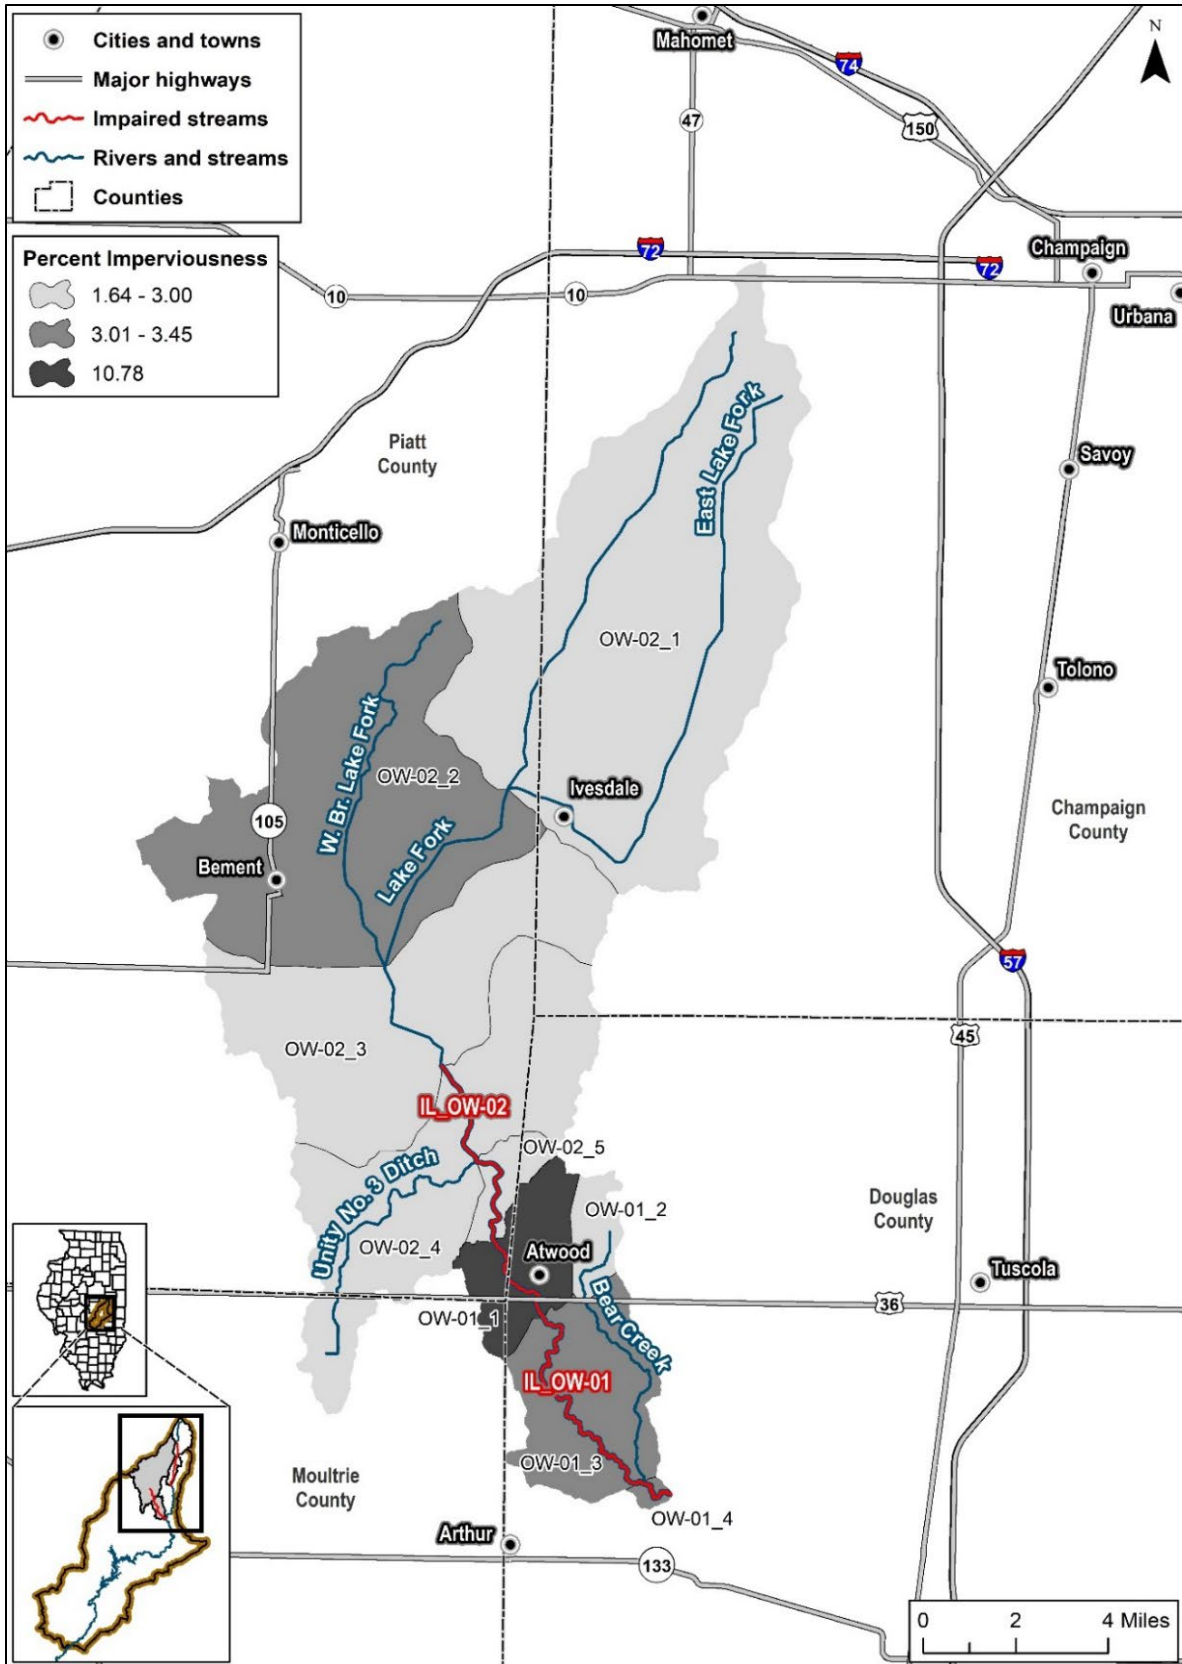 Cities and towns
Major highways
Impaired streams
Rivers and streams
Counties
Percent Imperviousness
1.64 - 3.00
3.01 - 3.45
10.78
N
Mahomet
74
47
150
72
72
Champaign
10
10
Urbana
East Lake Fork
Piatt
County
Savoy
Monticello
OW-02_1
Tolono
W. Br. Lake Fork
OW-02_2
Ivesdale
105
Lake Fork
Champaign
County
Bement
57
45
OW-02_3
IL_OW-02
OW-02_5
Unity No. 3 Ditch
OW-01_2
Douglas
County
OW-02_4
Atwood
Tuscola
Bear Creek
36
OW-01_1
IL_OW-01
OW-01_3
Moultrie
County
OW-01_4
Arthur
133
0 2 4 Miles